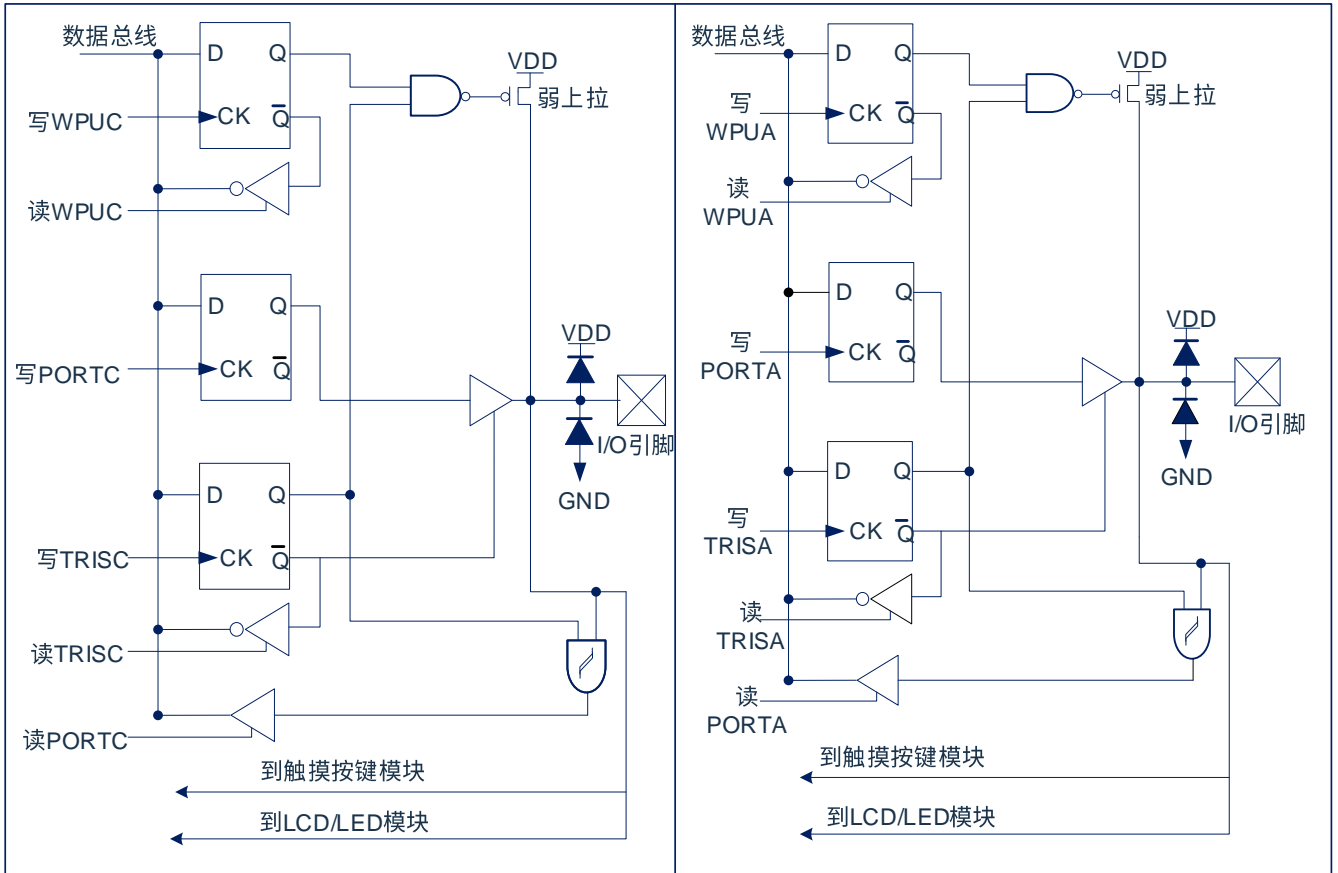 数据总线
D
Q
CK
Q
写WPUC
读WPUC
VDD
弱上拉
D
Q
CK
Q
写PORTC
VDD
I/O引脚
GND
D
Q
CK
Q
写TRISC
读TRISC
读PORTC
到触摸按键模块
到LCD/LED模块
数据总线
D
Q
CK
Q
写
WPUA
读
WPUA
VDD
弱上拉
D
Q
CK
Q
写
PORTA
VDD
I/O引脚
GND
D
Q
CK
Q
写
TRISA
读
TRISA
读
PORTA
到触摸按键模块
到LCD/LED模块